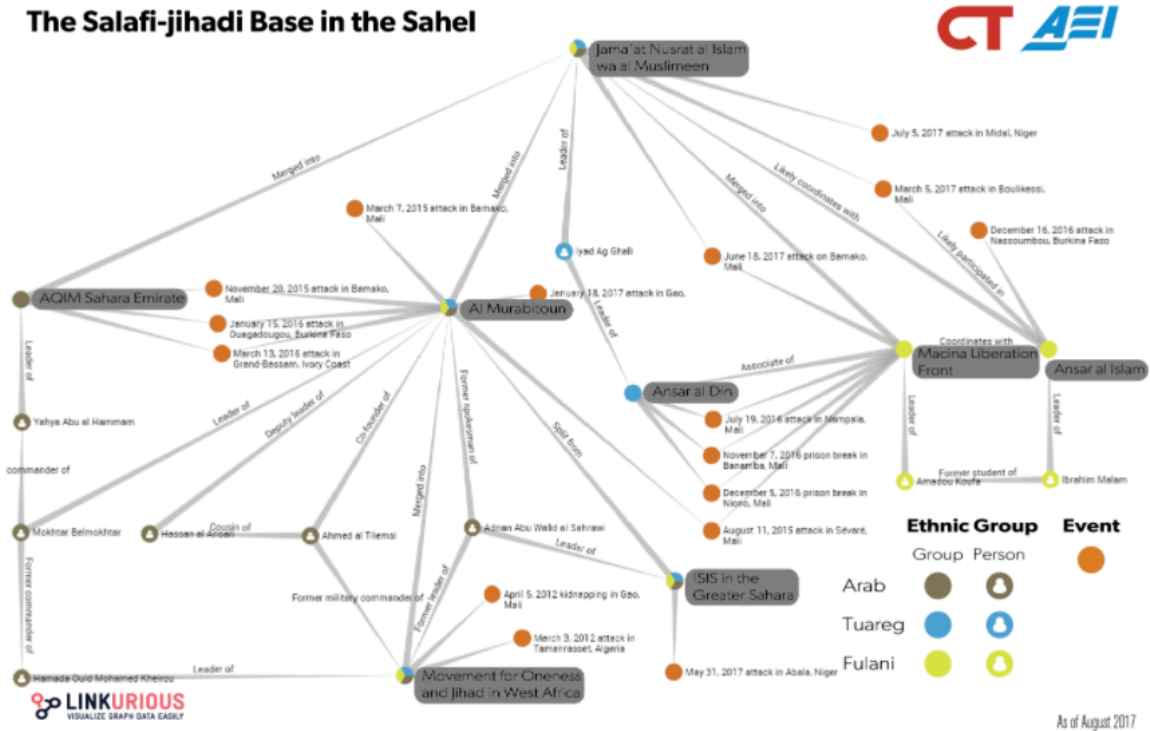 The Salafi-jihadi Base in the Sahel
CT AEI
Jama'at Nusrat al Islam
wa al Muslimeen
July 5, 2017 attack in Midal, Niger
Merged into
Merged into
Leader of
Likely coordinates with
Merged into
March 5, 2017 attack in Boulikessi,
Mali
March 7, 2015 attack in Bamako,
Mali
December 16, 2016 attack in
Nassoumbou, Burkina Faso
Likely participated in
Iyad Ag Ghali
June 18, 2017 attack on Bamako,
Mali
AQIM Sahara Emirate
November 20, 2015 attack in Bamako,
Mali
January 18, 2017 attack in Gao,
Al Murabitoun
Leader of
January 15, 2016 attack in
Ouagadougou, Burkina Faso
March 13, 2016 attack in
Grand-Bassam, Ivory Coast
Coordinates with
Macina Liberation
Front
Ansar al Islam
Leader of
Associate of
Ansar al Din
Leader of
Deputy leader of
Co-founder of
Former spokesman of
Split from
July 19, 2016 attack in Nampala,
Mali
Leader of
Leader of
Yahya Abu al Hammam
November 7, 2016 prison break in
Banamba, Mali
commander of
Merged into
Former student of
Amadou Koufa
Ibrahim Malam
December 5, 2016 prison break in
Niono, Mali
Mokhtar Belmokhtar
Hassan al Ansari
Cousin of
Ahmed al Tilemsi
Adnan Abu Walid al Sahrawi
August 11, 2015 attack in Sévaré,
Mali
Leader of
Ethnic Group
Event
Group
Person
Arab
Tuareg
Fulani
ISIS in the
Greater Sahara
Former commander of
Former military commander of
Former leader of
April 5, 2012 kidnapping in Gao,
Mali
March 3, 2012 attack in
Tamanrasset, Algeria
May 31, 2017 attack in Abala, Niger
Hamada Ould Mohamed Kheirou
Leader of
Movement for Oneness
and Jihad in West Africa
LINKURIOUS
VISUALIZE GRAPH DATA EASILY
As of August 2017